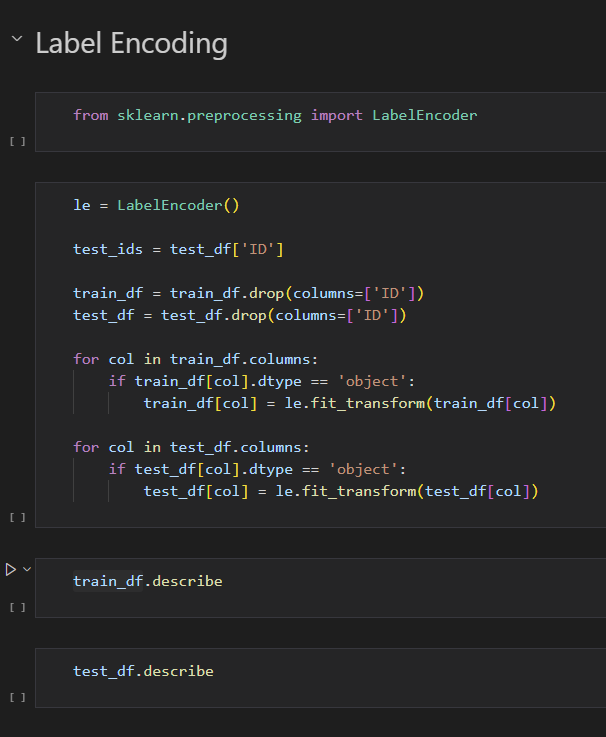 Label Encoding
from sklearn.preprocessing import LabelEncoder
[ ]
le = LabelEncoder()
test_ids = test_df['ID']
train_df = train_df.drop(columns=['ID'])
test_df = test_df.drop(columns=['ID'])
for col in train_df.columns:
    if train_df[col].dtype == 'object':
        train_df[col] = le.fit_transform(train_df[col])
for col in test_df.columns:
    if test_df[col].dtype == 'object':
        test_df[col] = le.fit_transform(test_df[col])
[ ]
train_df.describe
[ ]
test_df.describe
[ ]